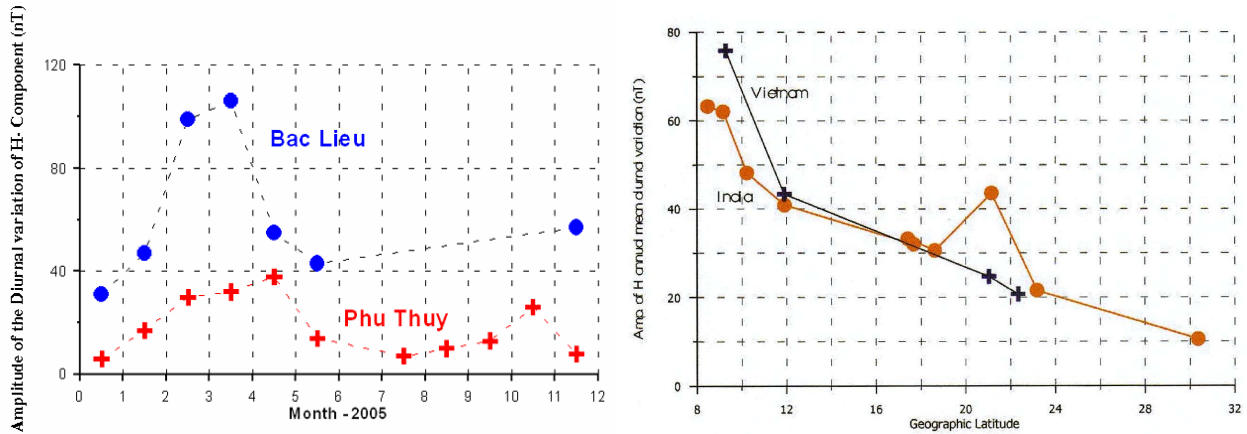 Amplitude of the Diurnal variation of H- Component (nT)
120
80
40
0
Bac Lieu
Phu Thuy
0 1 2 3 4 5 6 7 8 9 10 11 12
Month - 2005
Amp of H annual mean diurnal variation (nT)
80
60
40
20
0
Vietnam
India
8 12 16 20 24 28 32
Geographic Latitude